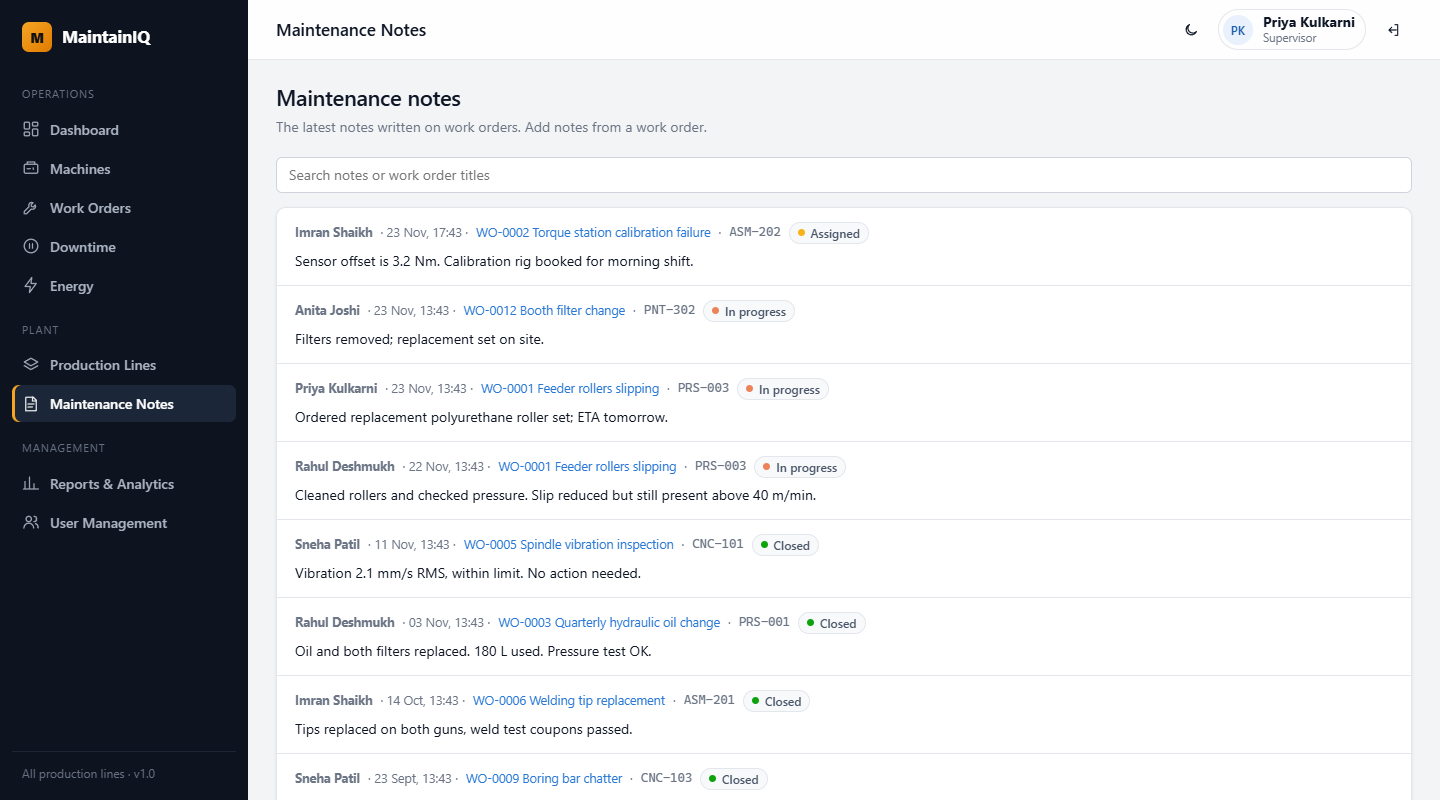 M MaintainIQ
OPERATIONS
Dashboard
Machines
Work Orders
Downtime
Energy
PLANT
Production Lines
Maintenance Notes
MANAGEMENT
Reports & Analytics
User Management
All production lines · v1.0
Maintenance Notes
PK
Priya Kulkarni
Supervisor
Maintenance notes
The latest notes written on work orders. Add notes from a work order.
Search notes or work order titles
Imran Shaikh · 23 Nov, 17:43 · WO-0002 Torque station calibration failure · ASM-202 Assigned
Sensor offset is 3.2 Nm. Calibration rig booked for morning shift.
Anita Joshi · 23 Nov, 13:43 · WO-0012 Booth filter change · PNT-302 In progress
Filters removed; replacement set on site.
Priya Kulkarni · 23 Nov, 13:43 · WO-0001 Feeder rollers slipping · PRS-003 In progress
Ordered replacement polyurethane roller set; ETA tomorrow.
Rahul Deshmukh · 22 Nov, 13:43 · WO-0001 Feeder rollers slipping · PRS-003 In progress
Cleaned rollers and checked pressure. Slip reduced but still present above 40 m/min.
Sneha Patil · 11 Nov, 13:43 · WO-0005 Spindle vibration inspection · CNC-101 Closed
Vibration 2.1 mm/s RMS, within limit. No action needed.
Rahul Deshmukh · 03 Nov, 13:43 · WO-0003 Quarterly hydraulic oil change · PRS-001 Closed
Oil and both filters replaced. 180 L used. Pressure test OK.
Imran Shaikh · 14 Oct, 13:43 · WO-0006 Welding tip replacement · ASM-201 Closed
Tips replaced on both guns, weld test coupons passed.
Sneha Patil · 23 Sept, 13:43 · WO-0009 Boring bar chatter · CNC-103 Closed